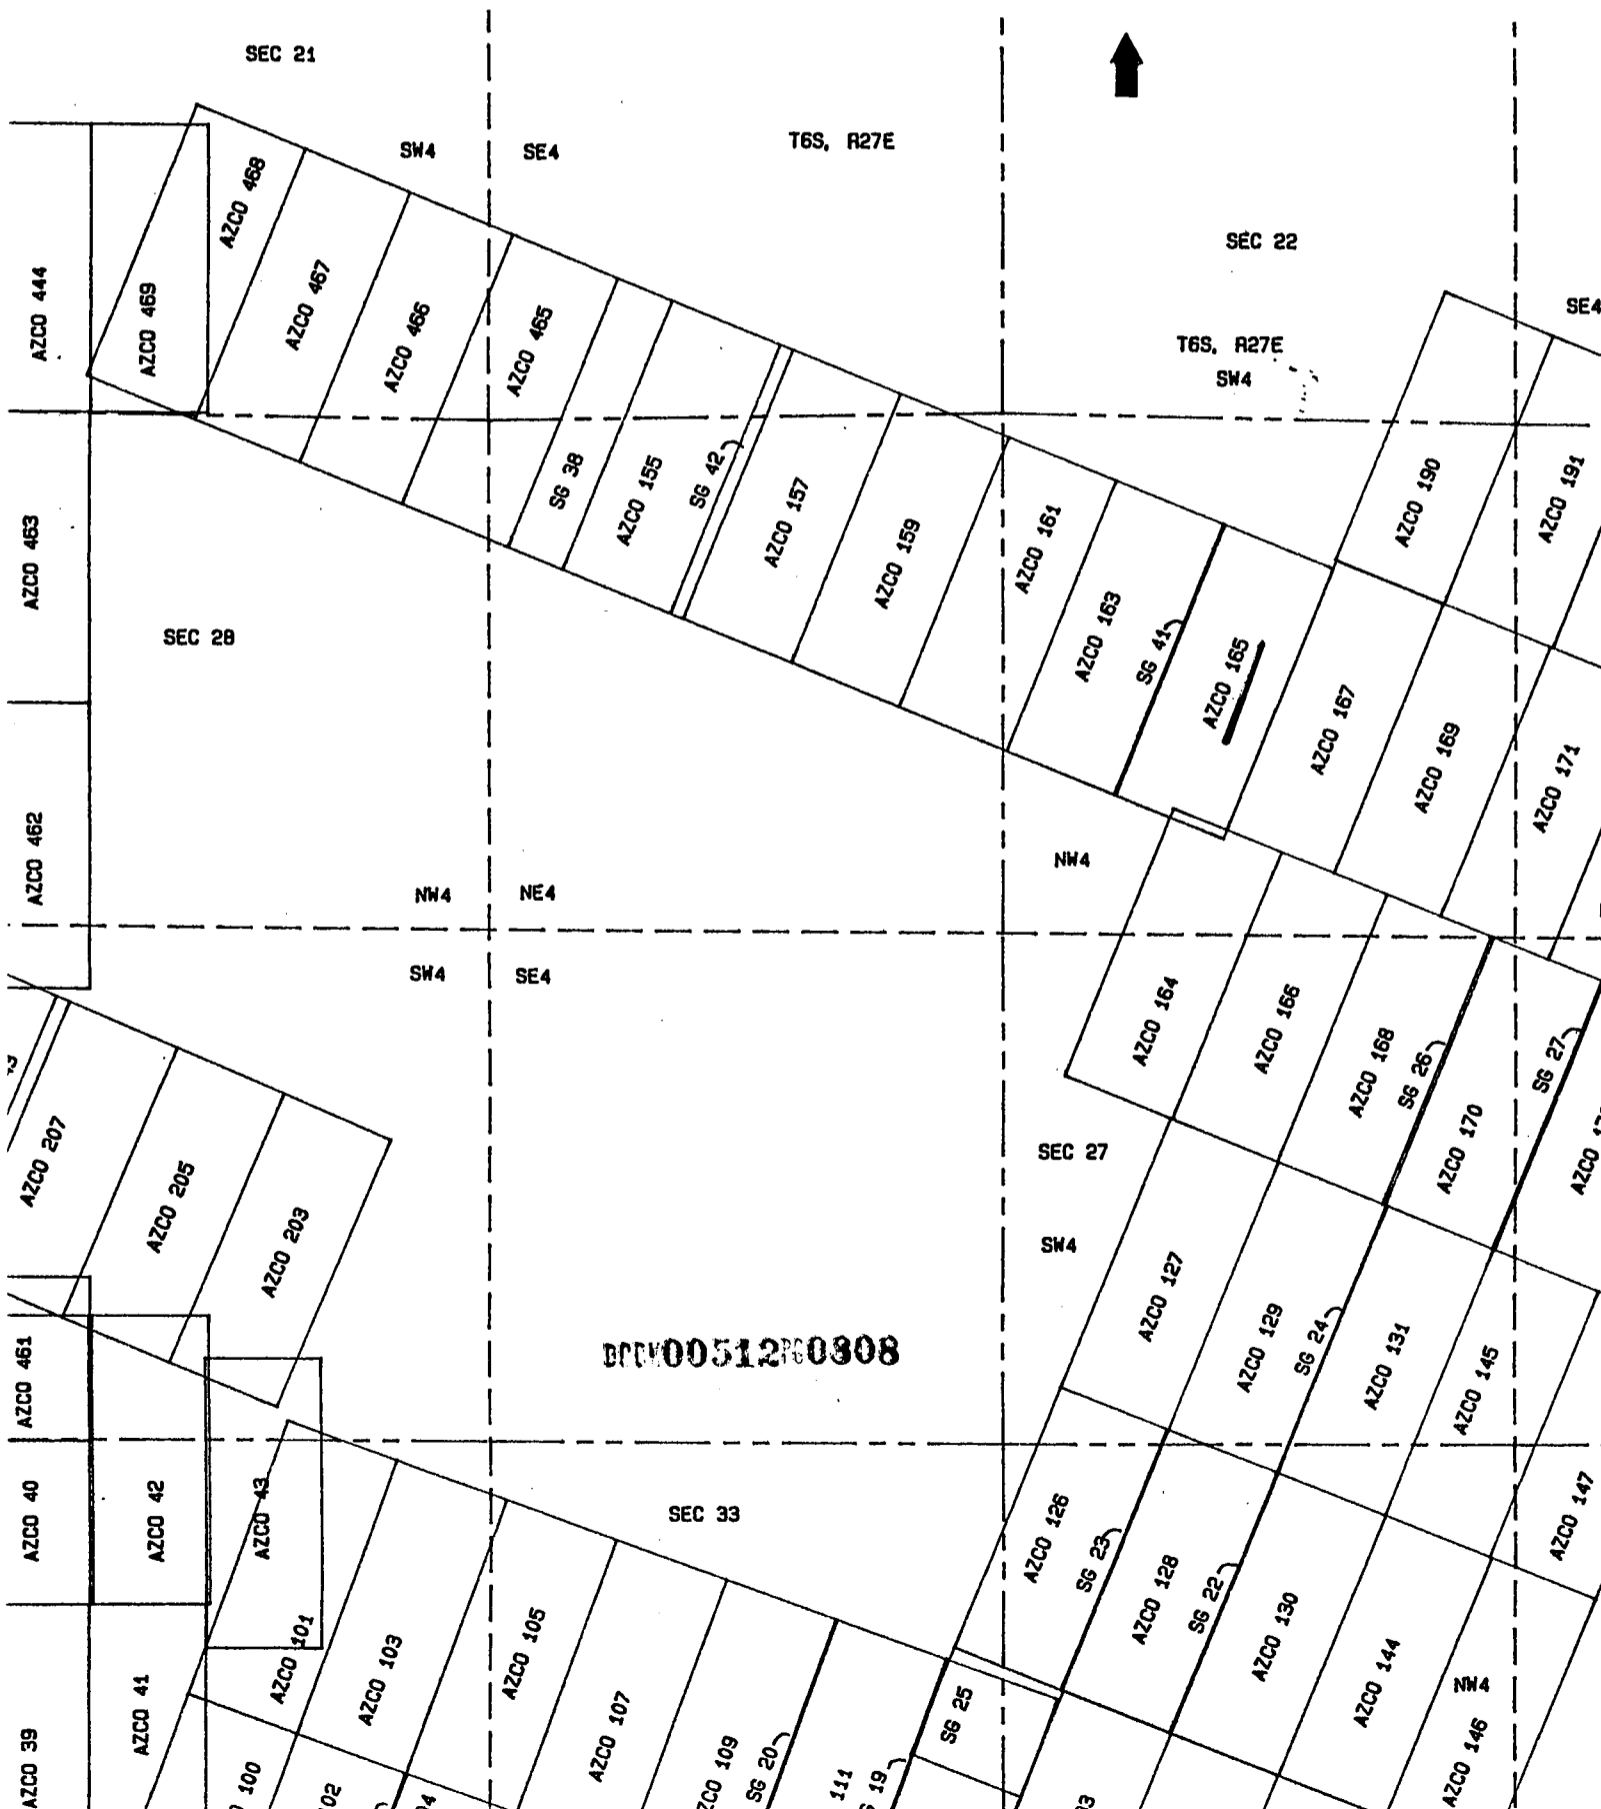 SEC 21
SW4
SE4
T6S, R27E
SEC 22
T6S, R27E
SW4
SE4
AZCO 444
AZCO 469
AZCO 468
AZCO 467
AZCO 466
AZCO 465
SG 38
AZCO 155
SG 42
AZCO 157
AZCO 159
AZCO 161
AZCO 163
SG 41
AZCO 165
AZCO 167
AZCO 169
AZCO 171
AZCO 190
AZCO 191
AZCO 463
SEC 28
AZCO 462
NW4
NE4
NW4
SW4
SE4
AZCO 164
AZCO 166
AZCO 168
SG 26
AZCO 170
SG 27
AZCO
AZCO 207
AZCO 205
AZCO 203
SEC 27
SW4
AZCO 127
AZCO 129
SG 24
AZCO 131
AZCO 145
AZCO 147
00512 0808
AZCO 461
AZCO 40
AZCO 42
AZCO 43
SEC 33
AZCO 126
SG 23
AZCO 128
SG 22
AZCO 130
AZCO 144
NW4
AZCO 146
AZCO 39
AZCO 41
AZCO 101
AZCO 103
AZCO 105
AZCO 107
109
SG 20
111
19
SG 25
100